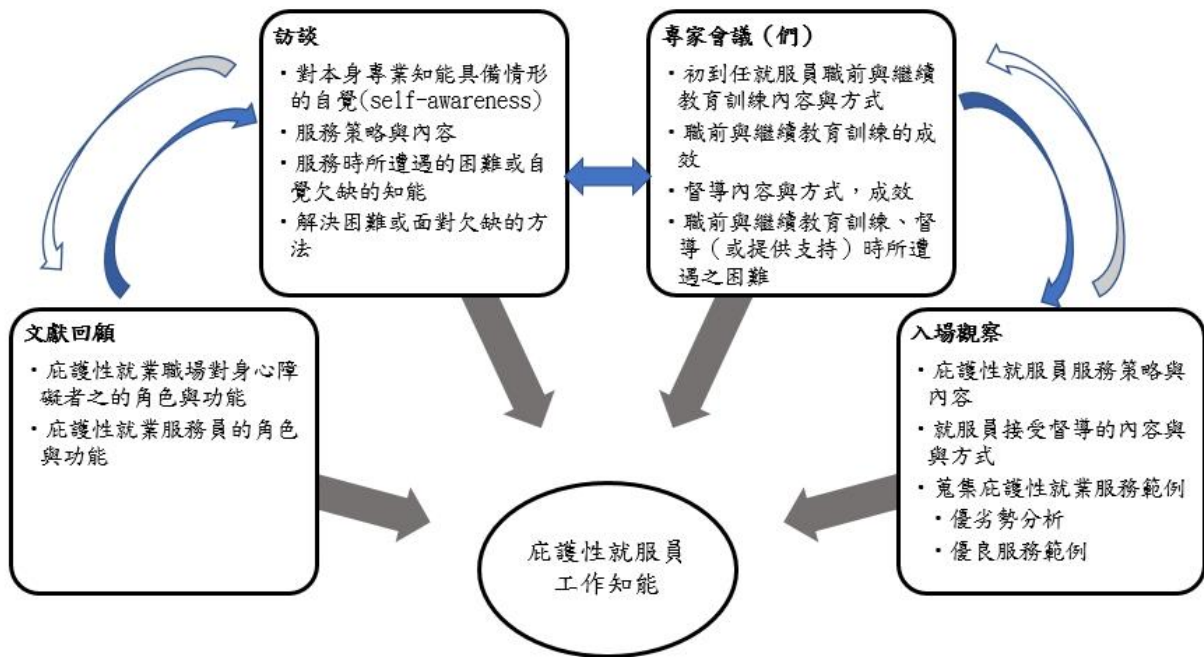 訪談
・對本身專業知能具備情形
的自覺(self-awareness)
・服務策略與內容
・服務時所遭遇的困難或自
覺欠缺的知能
・解決困難或面對欠缺的方
法
專家會議（們）
・初到任就服員職前與繼續
教育訓練內容與方式
・職前與繼續教育訓練的成
效
・督導內容與方式，成效
・職前與繼續教育訓練、督
導（或提供支持）時所遭
遇之困難
文獻回顧
・庇護性就業職場對身心障
礙者之的角色與功能
・庇護性就業服務員的角色
與功能
入場觀察
・庇護性就服員服務策略與
內容
・就服員接受督導的內容與
與方式
・蒐集庇護性就業服務範例
・優劣勢分析
・優良服務範例
庇護性就服員
工作知能